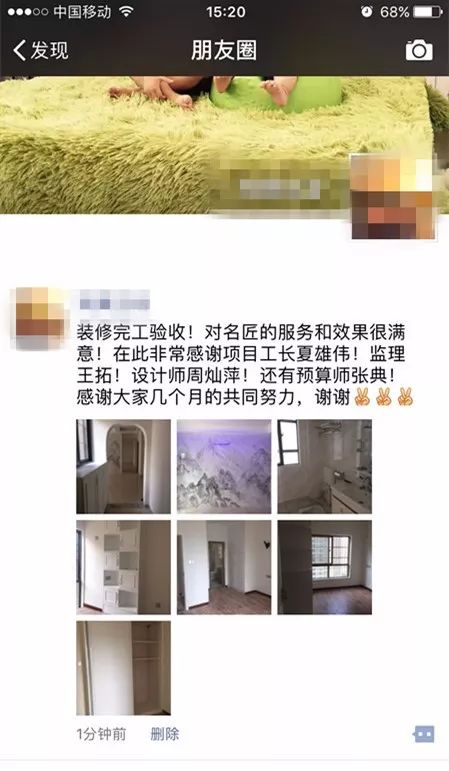 中国移动 15:20 68%
发现 朋友圈
装修完工验收！对名匠的服务和效果很满
意！在此非常感谢项目工长夏雄伟！监理
王拓！设计师周灿萍！还有预算师张典！
感谢大家几个月的共同努力，谢谢✌✌✌
1分钟前 删除